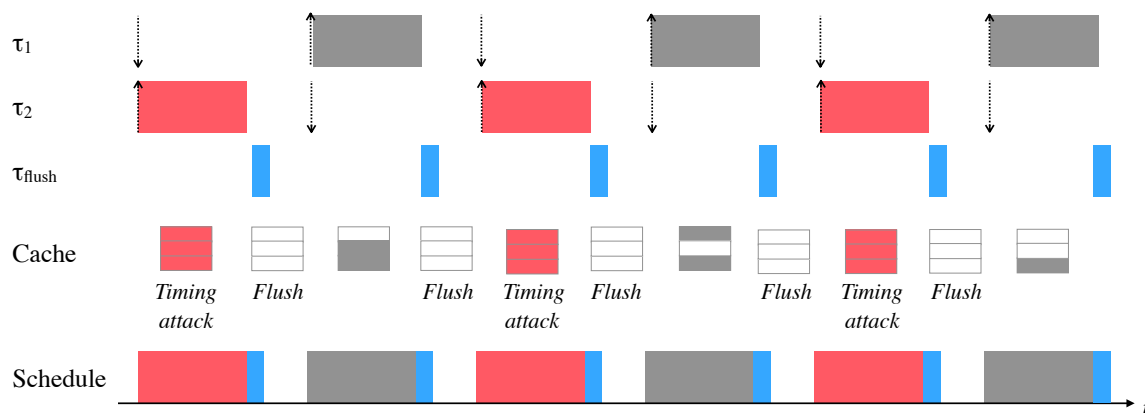 τ1
τ2
τflush
Cache
Timing attack
Flush
Flush
Timing attack
Flush
Flush
Timing attack
Flush
Schedule